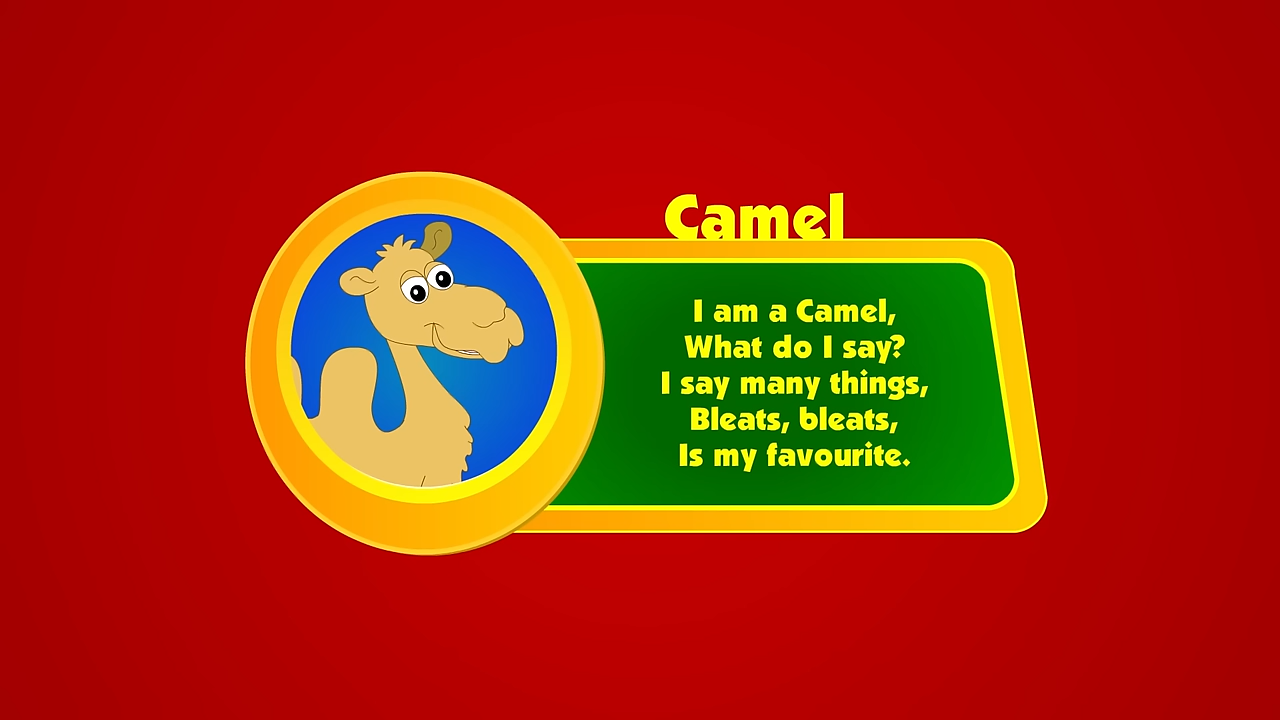 Camel
I am a Camel,
What do I say?
I say many things,
Bleats, bleats,
Is my favourite.